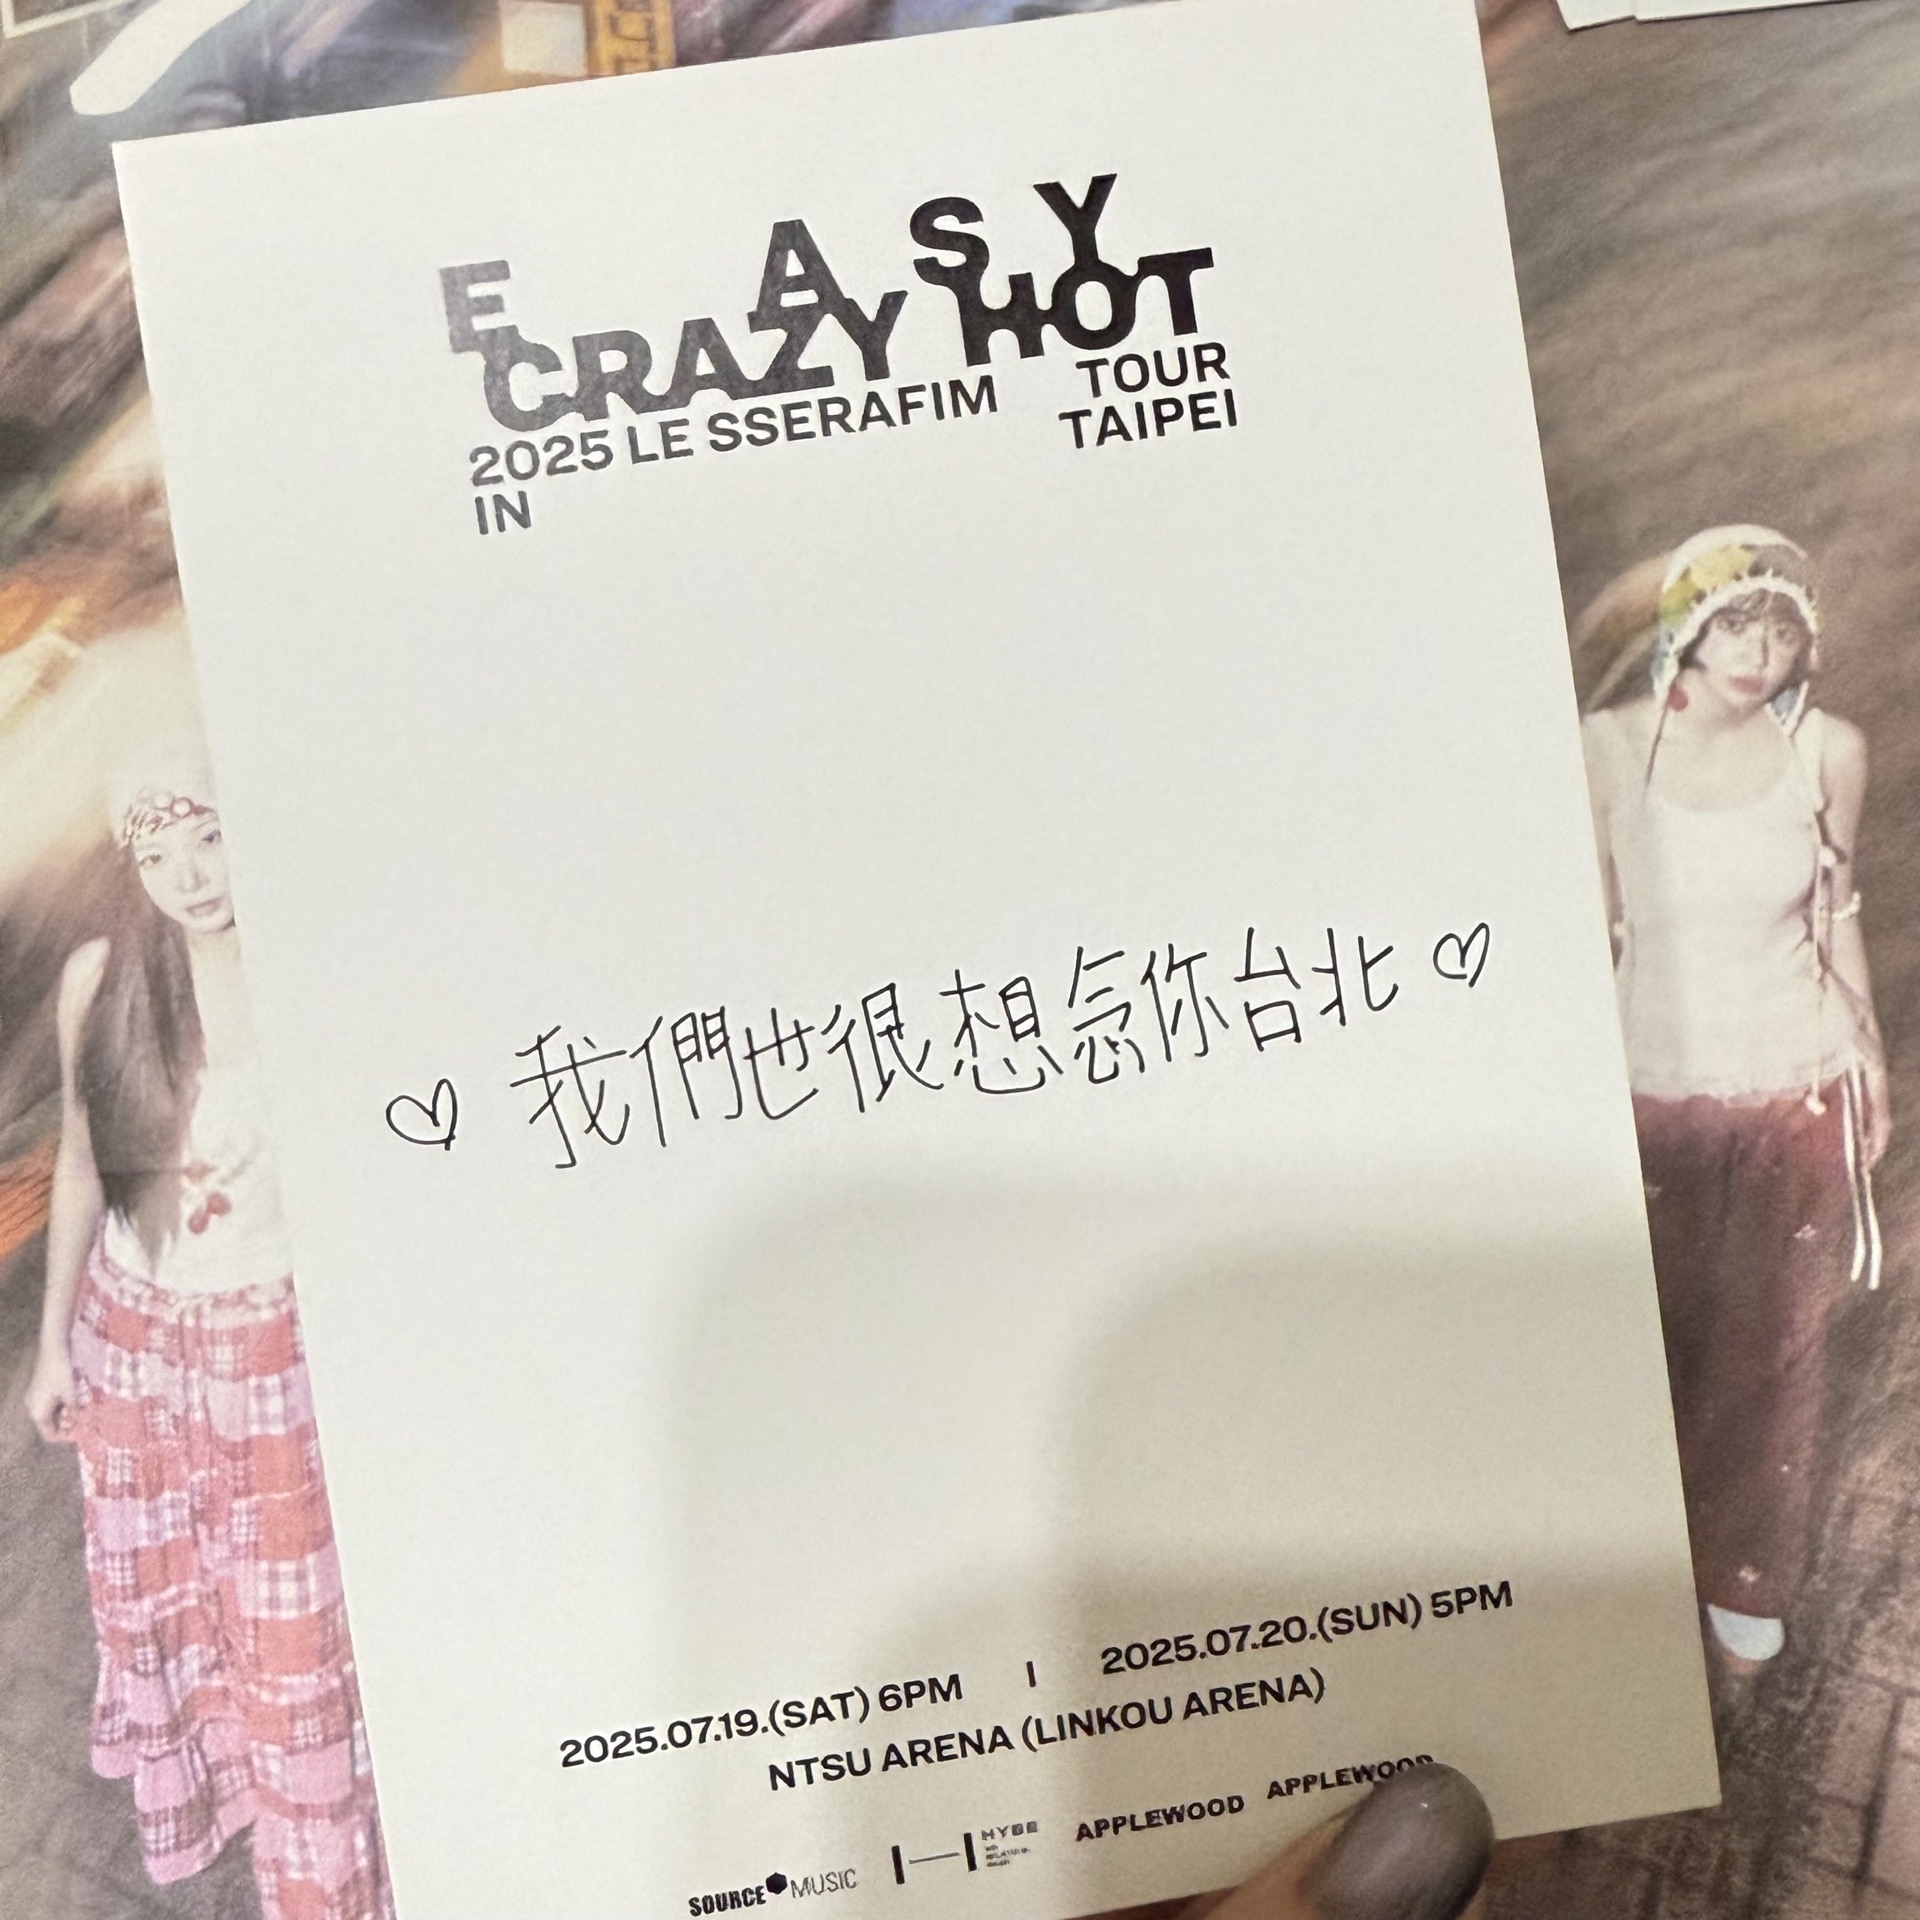 E A S Y
CRAZY HOT
2025 LE SSERAFIM TOUR
IN TAIPEI
♡ 我們也很想念你台北 ♡
2025.07.19.(SAT) 6PM | 2025.07.20.(SUN) 5PM
NTSU ARENA (LINKOU ARENA)
SOURCE MUSIC HYBE APPLEWOOD APPLEWOOD